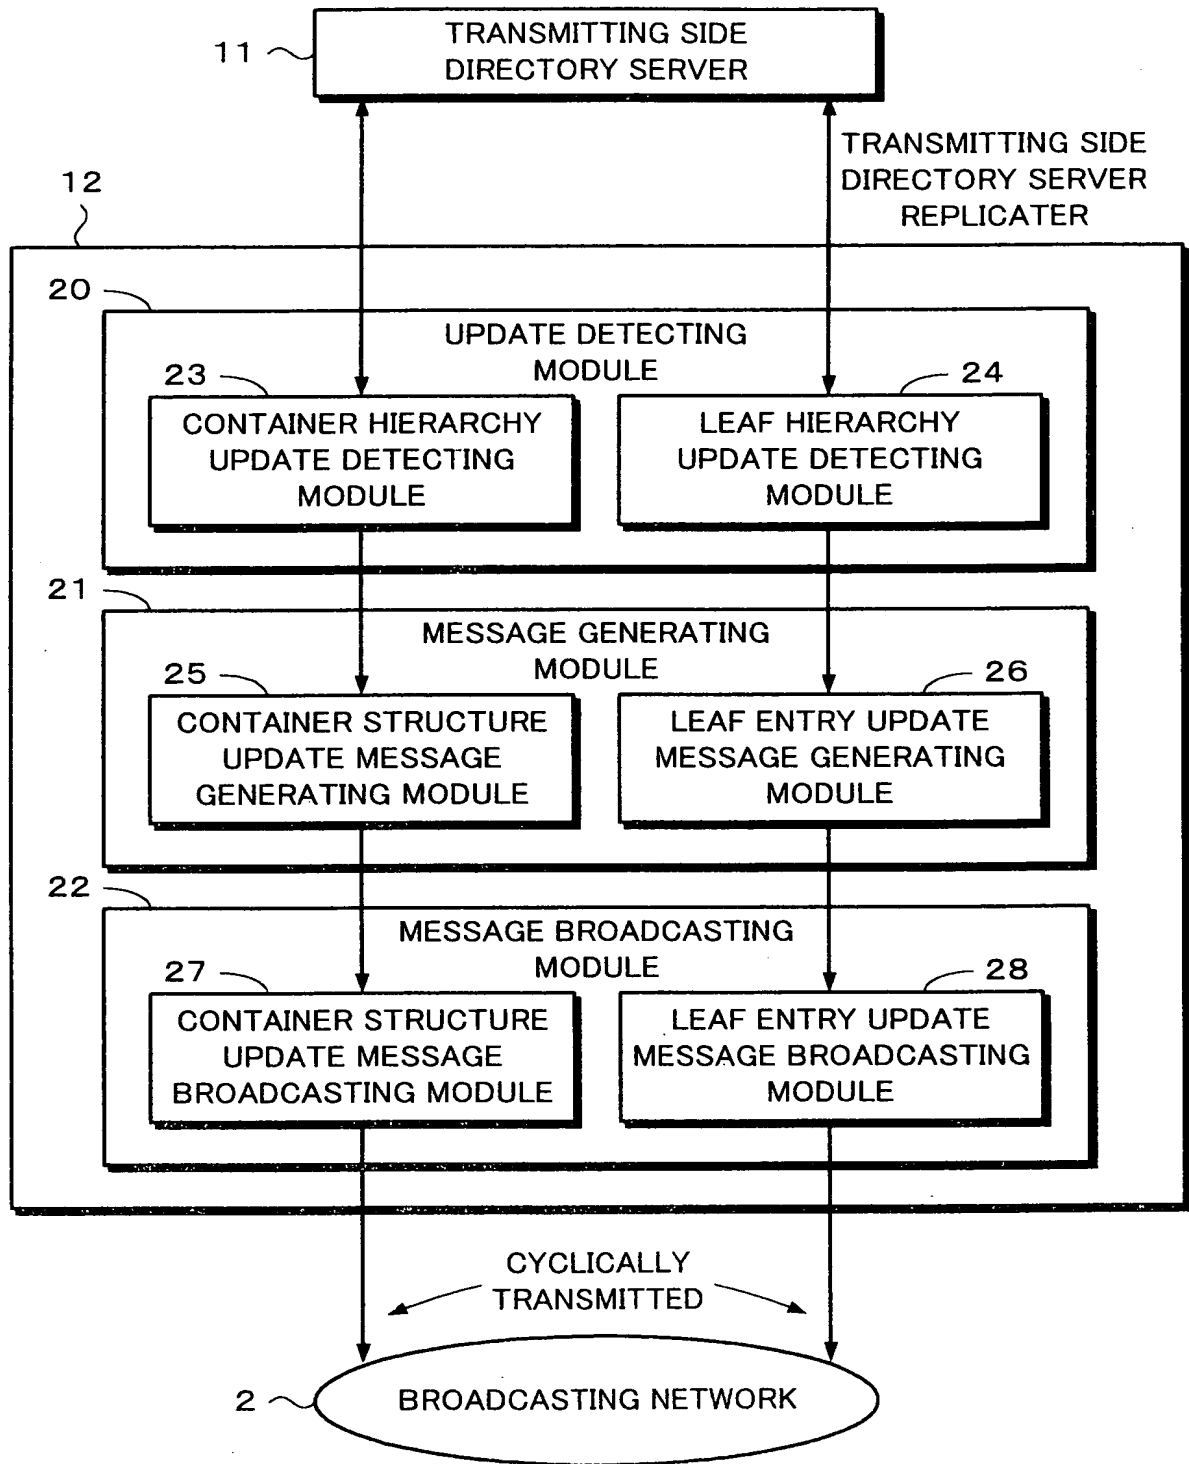 11
TRANSMITTING SIDE
DIRECTORY SERVER
TRANSMITTING SIDE
DIRECTORY SERVER
REPLICATER
12
20
UPDATE DETECTING
MODULE
23
CONTAINER HIERARCHY
UPDATE DETECTING
MODULE
24
LEAF HIERARCHY
UPDATE DETECTING
MODULE
21
MESSAGE GENERATING
MODULE
25
CONTAINER STRUCTURE
UPDATE MESSAGE
GENERATING MODULE
26
LEAF ENTRY UPDATE
MESSAGE GENERATING
MODULE
22
MESSAGE BROADCASTING
MODULE
27
CONTAINER STRUCTURE
UPDATE MESSAGE
BROADCASTING MODULE
28
LEAF ENTRY UPDATE
MESSAGE BROADCASTING
MODULE
CYCLICALLY
TRANSMITTED
2
BROADCASTING NETWORK